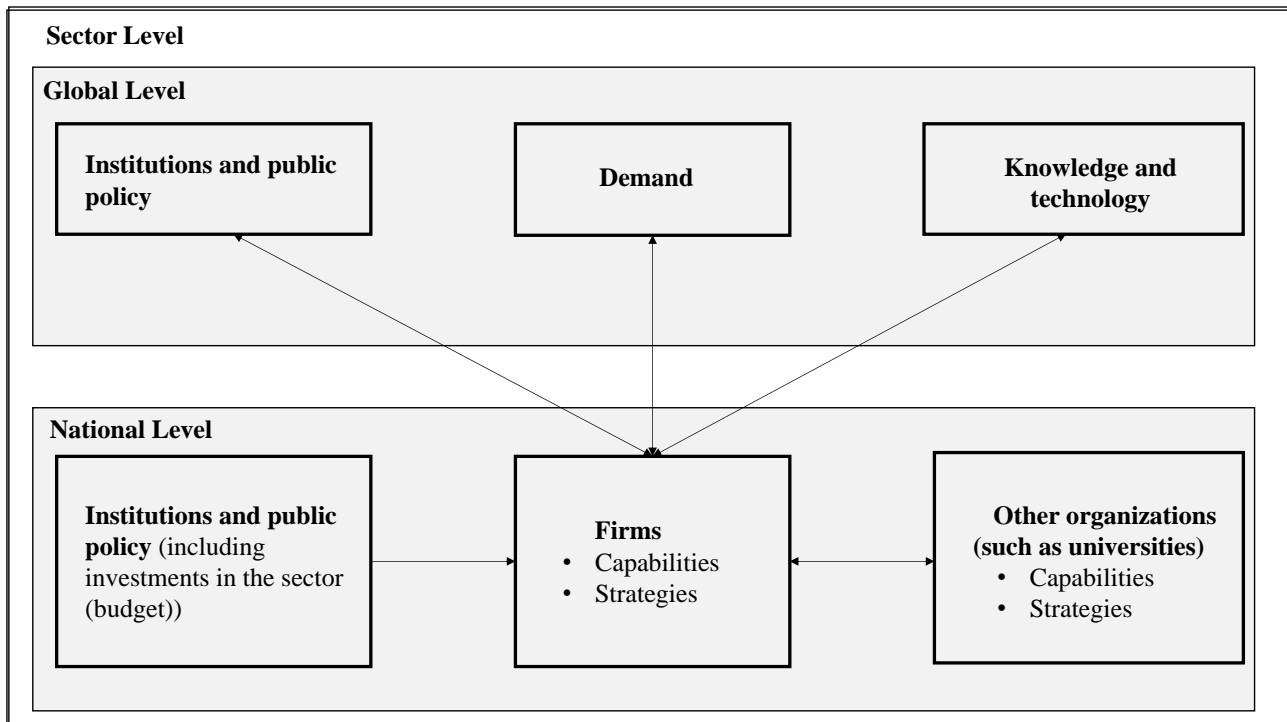 Sector Level
Global Level
Institutions and public
policy
Demand
Knowledge and
technology
National Level
Institutions and public
policy (including
investments in the sector
(budget))
Firms
• Capabilities
• Strategies
Other organizations
(such as universities)
• Capabilities
• Strategies